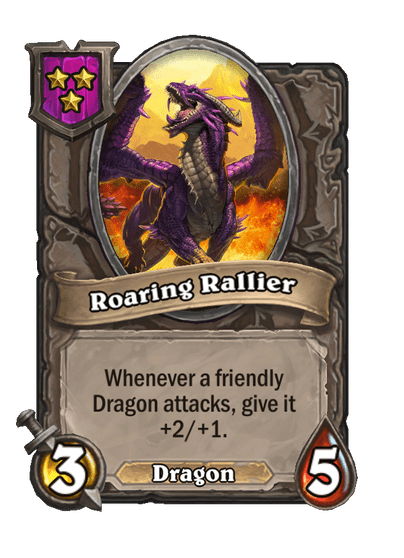 Roaring Rallier
Whenever a friendly
Dragon attacks, give it
+2/+1.
3
Dragon
5